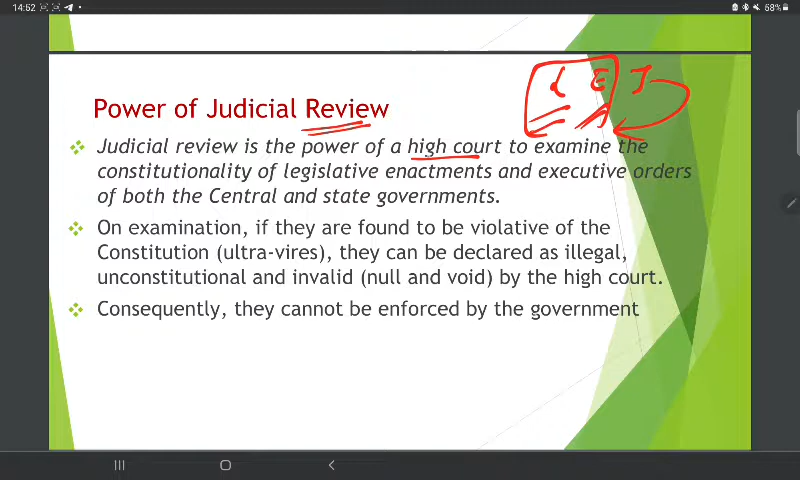 14:52
58%
L E J
Power of Judicial Review
Judicial review is the power of a high court to examine the
constitutionality of legislative enactments and executive orders
of both the Central and state governments.
On examination, if they are found to be violative of the
Constitution (ultra-vires), they can be declared as illegal,
unconstitutional and invalid (null and void) by the high court.
Consequently, they cannot be enforced by the government